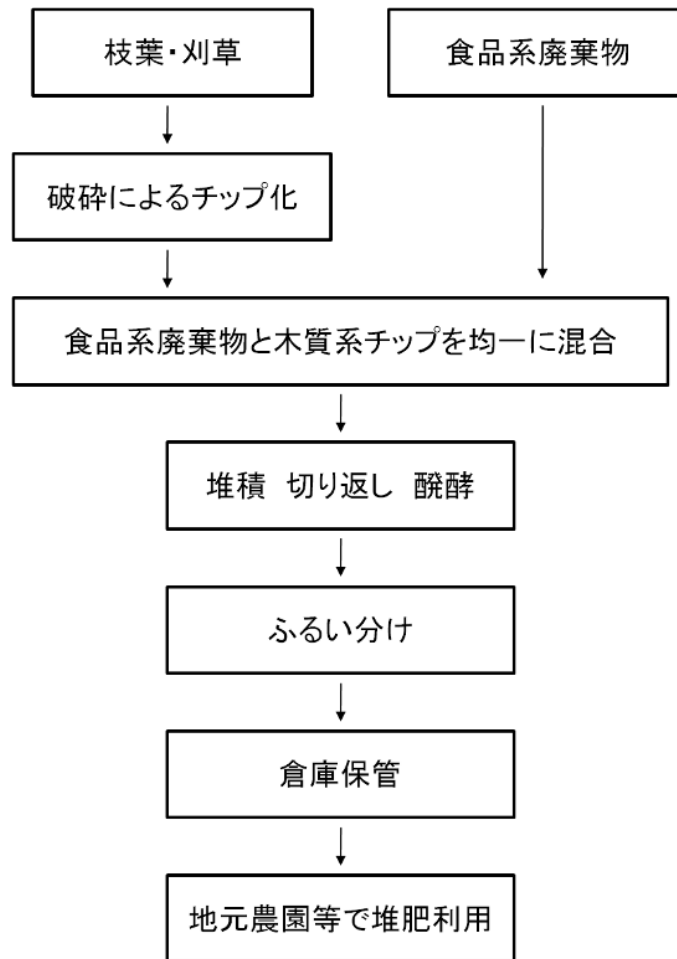 枝葉・刈草
食品系廃棄物
破砕によるチップ化
食品系廃棄物と木質系チップを均一に混合
堆積　切り返し　醗酵
ふるい分け
倉庫保管
地元農園等で堆肥利用